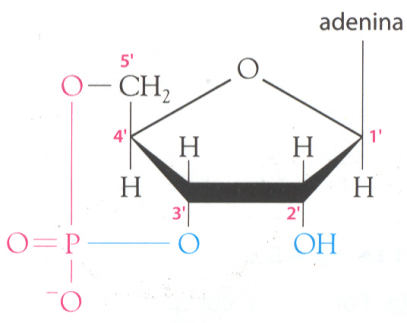 adenina
5'
O
O–CH₂
4'
1'
H
H
H
H
3'
2'
O=P
O
OH
⁻O